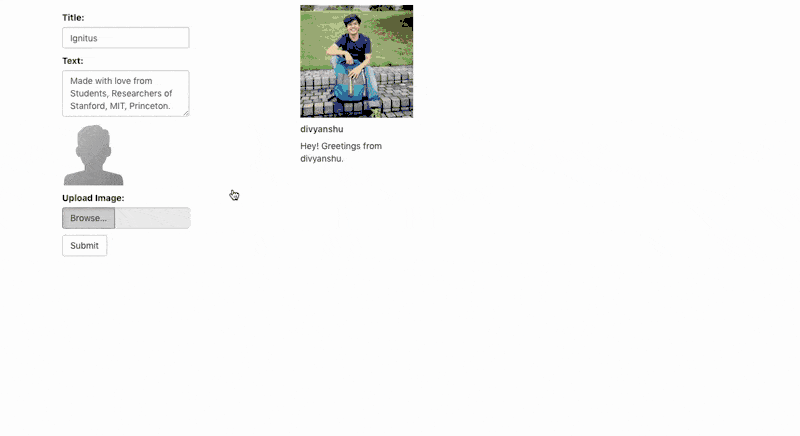 Title:
Ignitus
Text:
Made with love from
Students, Researchers of
Stanford, MIT, Princeton.
Upload Image:
Browse...
Submit
divyanshu
Hey! Greetings from
divyanshu.